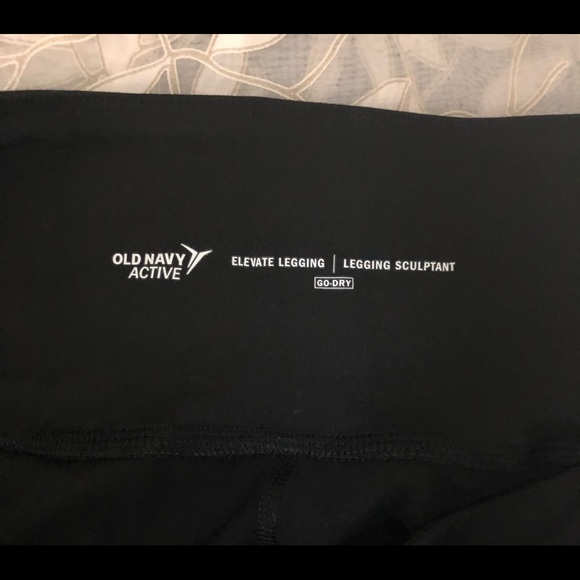 OLD NAVY
ACTIVE
ELEVATE LEGGING | LEGGING SCULPTANT
GO-DRY